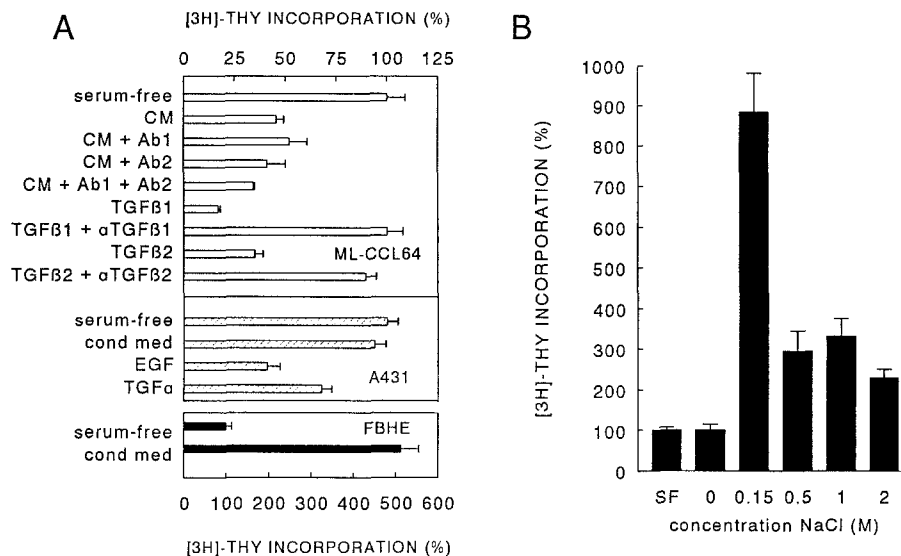 A
[3H]-THY INCORPORATION (%)
0 25 50 75 100 125
serum-free
CM
CM + Ab1
CM + Ab2
CM + Ab1 + Ab2
TGFß1
TGFß1 + αTGFß1
TGFß2
TGFß2 + αTGFß2
ML-CCL64
serum-free
cond med
EGF
TGFα
A431
serum-free
cond med
FBHE
0 100 200 300 400 500 600
[3H]-THY INCORPORATION (%)
B
[3H]-THY INCORPORATION (%)
1000
900
800
700
600
500
400
300
200
100
0
SF 0 0.15 0.5 1 2
concentration NaCl (M)